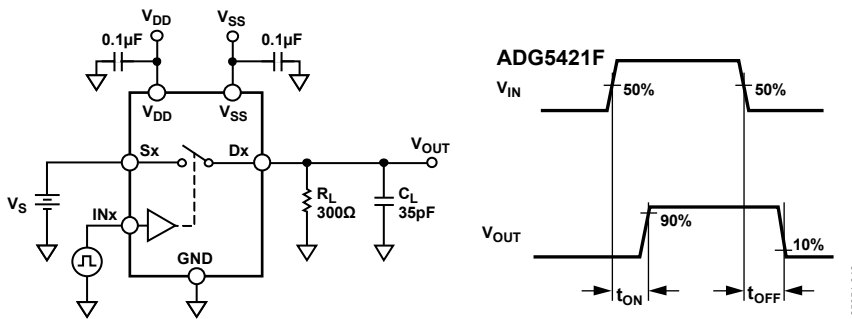 VDD
VSS
0.1µF
0.1µF
VDD
VSS
Sx
Dx
VOUT
VS
INx
RL
300Ω
CL
35pF
GND
ADG5421F
VIN
50%
50%
VOUT
90%
10%
tON
tOFF